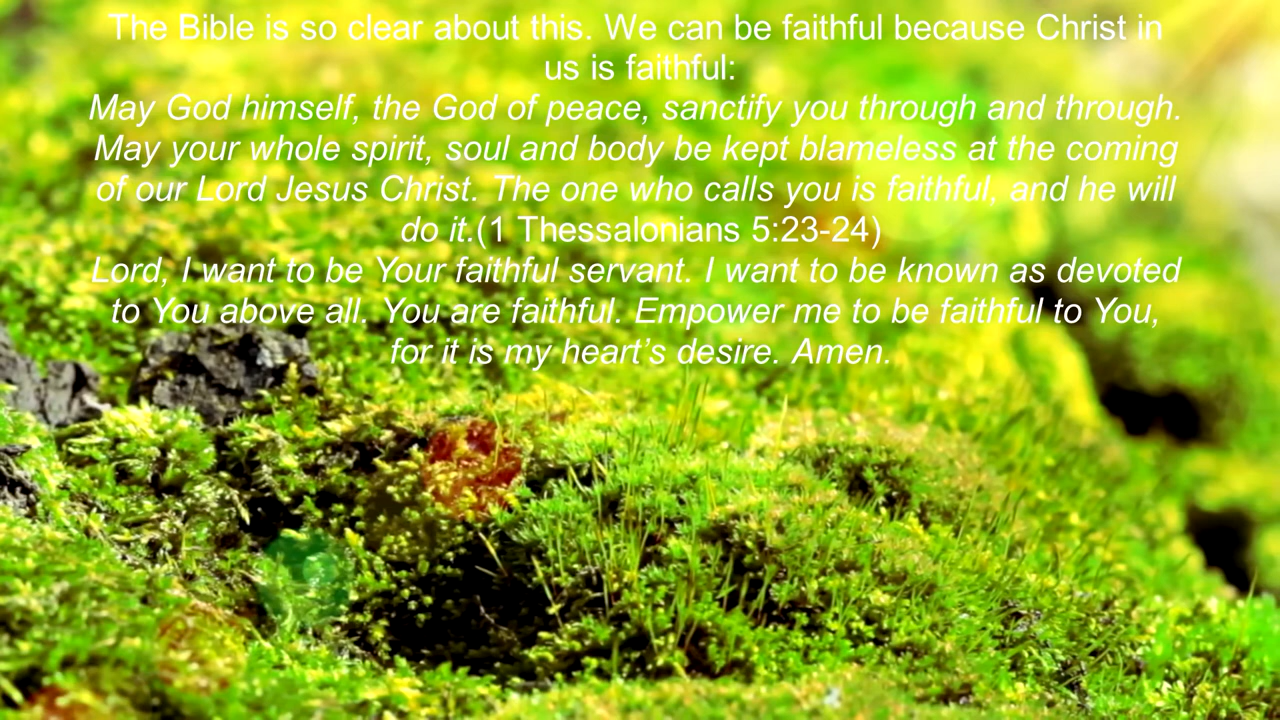 The Bible is so clear about this. We can be faithful because Christ in
us is faithful:
May God himself, the God of peace, sanctify you through and through.
May your whole spirit, soul and body be kept blameless at the coming
of our Lord Jesus Christ. The one who calls you is faithful, and he will
do it.(1 Thessalonians 5:23-24)
Lord, I want to be Your faithful servant. I want to be known as devoted
to You above all. You are faithful. Empower me to be faithful to You,
for it is my heart’s desire. Amen.